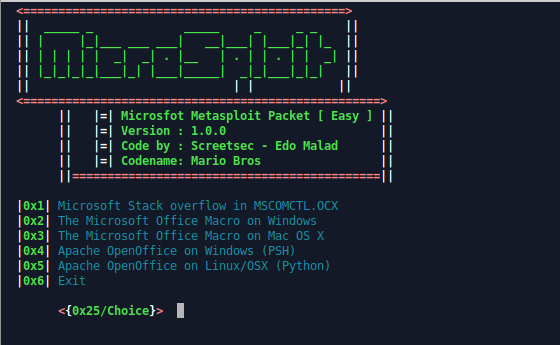 Microsfot Metasploit Packet [ Easy ]
Version : 1.0.0
Code by : Screetsec - Edo Malad
Codename: Mario Bros
|0x1| Microsoft Stack overflow in MSCOMCTL.OCX
|0x2| The Microsoft Office Macro on Windows
|0x3| The Microsoft Office Macro on Mac OS X
|0x4| Apache OpenOffice on Windows (PSH)
|0x5| Apache OpenOffice on Linux/OSX (Python)
|0x6| Exit
<{0x25/Choice}>